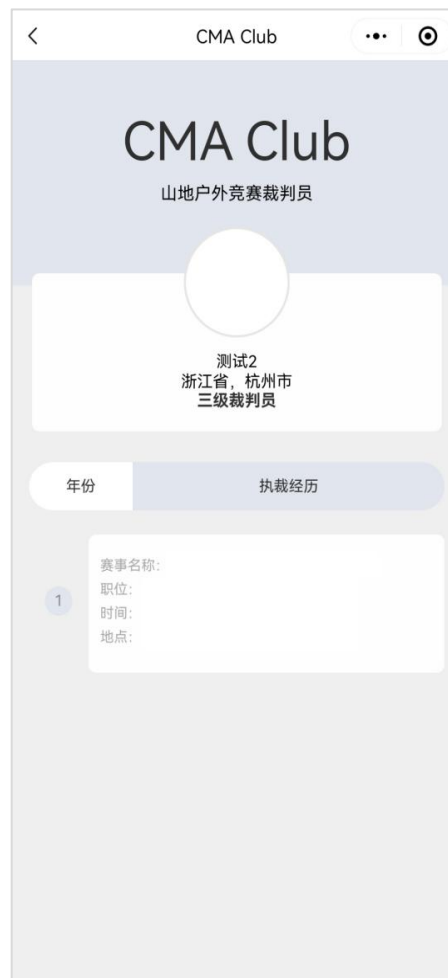 CMA Club
CMA Club
山地户外竞赛裁判员
测试2
浙江省，杭州市
三级裁判员
年份 执裁经历
1
赛事名称:
职位:
时间:
地点: